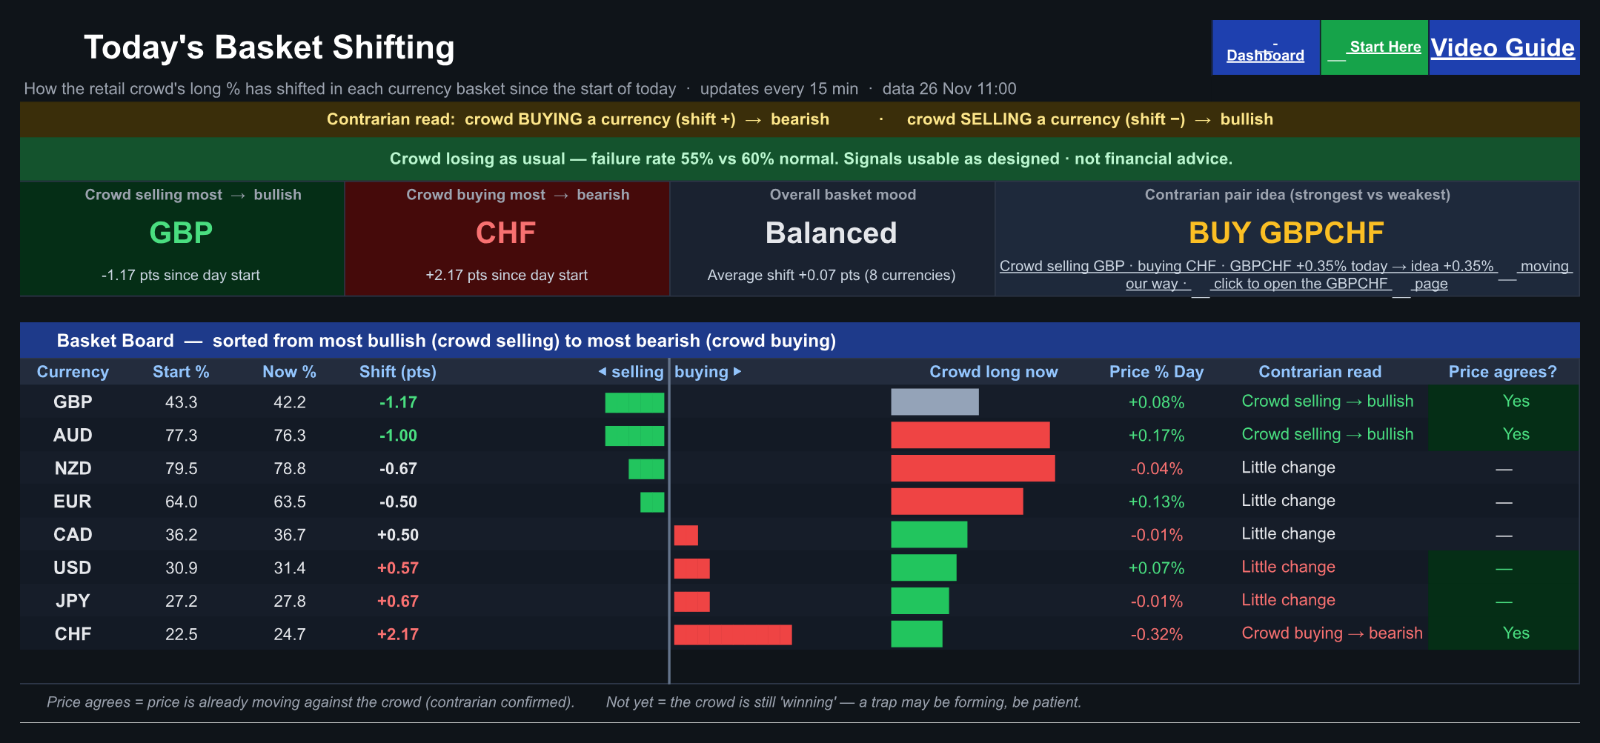 Today's Basket Shifting
Dashboard
Start Here
Video Guide
How the retail crowd's long % has shifted in each currency basket since the start of today · updates every 15 min · data 26 Nov 11:00
Contrarian read: crowd BUYING a currency (shift +) → bearish · crowd SELLING a currency (shift −) → bullish
Crowd losing as usual — failure rate 55% vs 60% normal. Signals usable as designed · not financial advice.
Crowd selling most → bullish
GBP
-1.17 pts since day start
Crowd buying most → bearish
CHF
+2.17 pts since day start
Overall basket mood
Balanced
Average shift +0.07 pts (8 currencies)
Contrarian pair idea (strongest vs weakest)
BUY GBPCHF
Crowd selling GBP · buying CHF · GBPCHF +0.35% today → idea +0.35% moving
our way · click to open the GBPCHF page
Basket Board — sorted from most bullish (crowd selling) to most bearish (crowd buying)
Currency Start % Now % Shift (pts) ◀ selling buying ▶ Crowd long now Price % Day Contrarian read Price agrees?
GBP 43.3 42.2 -1.17 +0.08% Crowd selling → bullish Yes
AUD 77.3 76.3 -1.00 +0.17% Crowd selling → bullish Yes
NZD 79.5 78.8 -0.67 -0.04% Little change —
EUR 64.0 63.5 -0.50 +0.13% Little change —
CAD 36.2 36.7 +0.50 -0.01% Little change —
USD 30.9 31.4 +0.57 +0.07% Little change —
JPY 27.2 27.8 +0.67 -0.01% Little change —
CHF 22.5 24.7 +2.17 -0.32% Crowd buying → bearish Yes
Price agrees = price is already moving against the crowd (contrarian confirmed). Not yet = the crowd is still 'winning' — a trap may be forming, be patient.